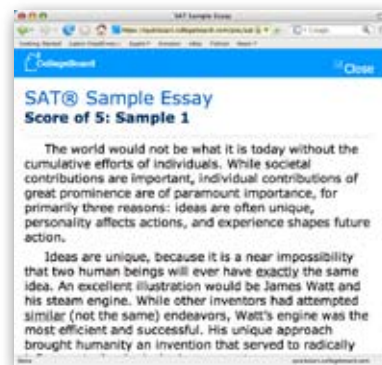 SAT Sample Essay
CollegeBoard
Close
SAT® Sample Essay
Score of 5: Sample 1
The world would not be what it is today without the
cumulative efforts of individuals. While societal
contributions are important, individual contributions of
great prominence are of paramount importance, for
primarily three reasons: ideas are often unique,
personality affects actions, and experience shapes future
action.
Ideas are unique, because it is a near impossibility
that two human beings will ever have exactly the same
idea. An excellent illustration would be James Watt and
his steam engine. While other inventors had attempted
similar (not the same) endeavors, Watt's engine was the
most efficient and successful. His unique approach
brought humanity an invention that served to radically